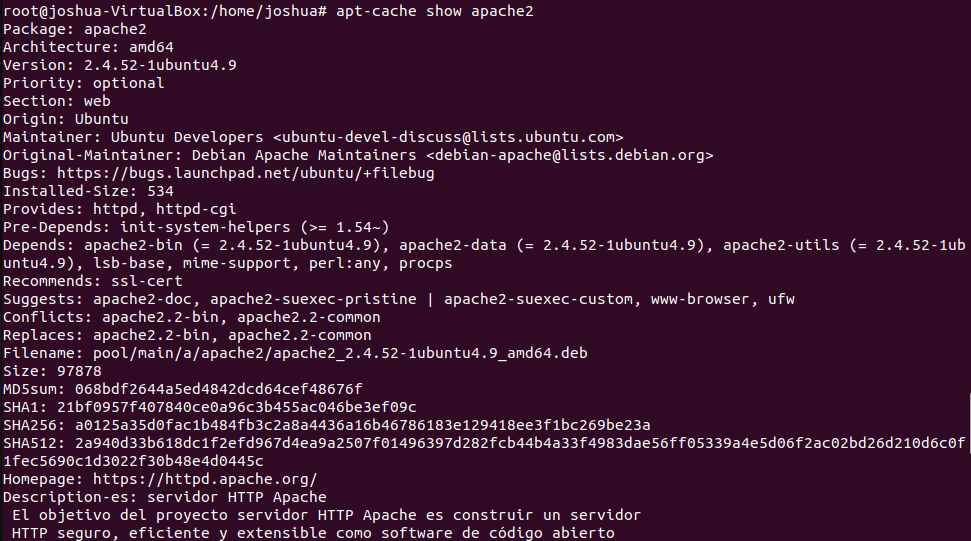 root@joshua-VirtualBox:/home/joshua# apt-cache show apache2
Package: apache2
Architecture: amd64
Version: 2.4.52-1ubuntu4.9
Priority: optional
Section: web
Origin: Ubuntu
Maintainer: Ubuntu Developers <ubuntu-devel-discuss@lists.ubuntu.com>
Original-Maintainer: Debian Apache Maintainers <debian-apache@lists.debian.org>
Bugs: https://bugs.launchpad.net/ubuntu/+filebug
Installed-Size: 534
Provides: httpd, httpd-cgi
Pre-Depends: init-system-helpers (>= 1.54~)
Depends: apache2-bin (= 2.4.52-1ubuntu4.9), apache2-data (= 2.4.52-1ubuntu4.9), apache2-utils (= 2.4.52-1ub
untu4.9), lsb-base, mime-support, perl:any, procps
Recommends: ssl-cert
Suggests: apache2-doc, apache2-suexec-pristine | apache2-suexec-custom, www-browser, ufw
Conflicts: apache2.2-bin, apache2.2-common
Replaces: apache2.2-bin, apache2.2-common
Filename: pool/main/a/apache2/apache2_2.4.52-1ubuntu4.9_amd64.deb
Size: 97878
MD5sum: 068bdf2644a5ed4842dcd64cef48676f
SHA1: 21bf0957f407840ce0a96c3b455ac046be3ef09c
SHA256: a0125a35d0fac1b484fb3c2a8a4436a16b46786183e129418ee3f1bc269be23a
SHA512: 2a940d33b618dc1f2efd967d4ea9a2507f01496397d282fcb44b4a33f4983dae56ff05339a4e5d06f2ac02bd26d210d6c0f
1fec5690c1d3022f30b48e4d0445c
Homepage: https://httpd.apache.org/
Description-es: servidor HTTP Apache
 El objetivo del proyecto servidor HTTP Apache es construir un servidor
 HTTP seguro, eficiente y extensible como software de código abierto